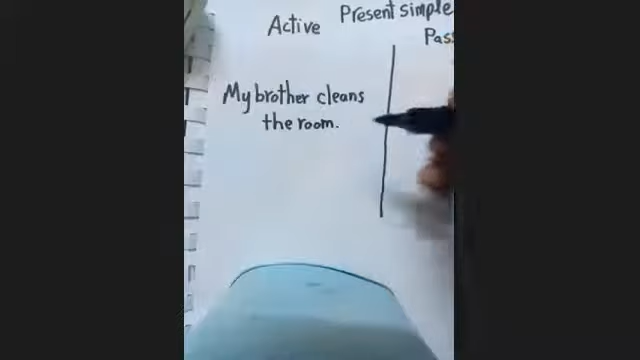 Active
Present simple
Pass
My brother cleans
the room.